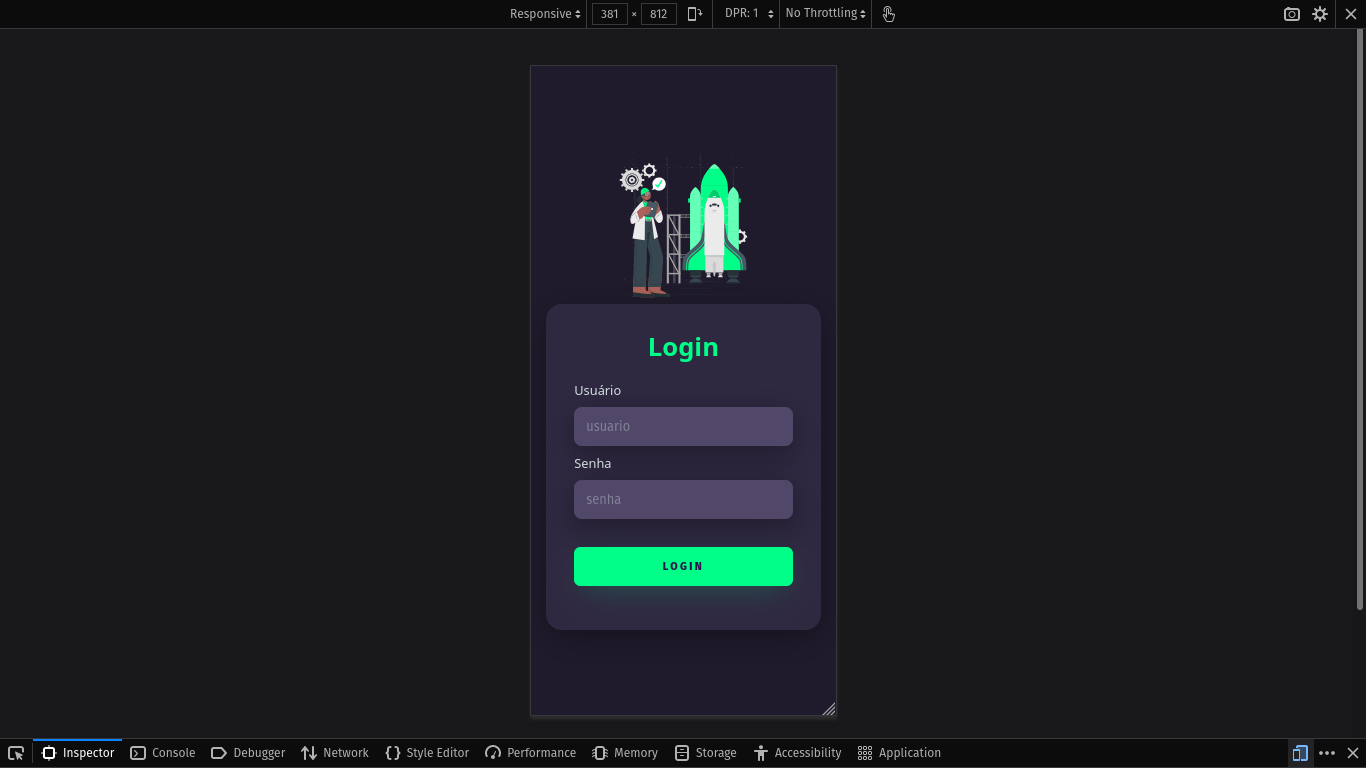 Responsive 381 × 812 DPR: 1 No Throttling
Login
Usuário
usuario
Senha
senha
LOGIN
Inspector Console Debugger Network Style Editor Performance Memory Storage Accessibility Application